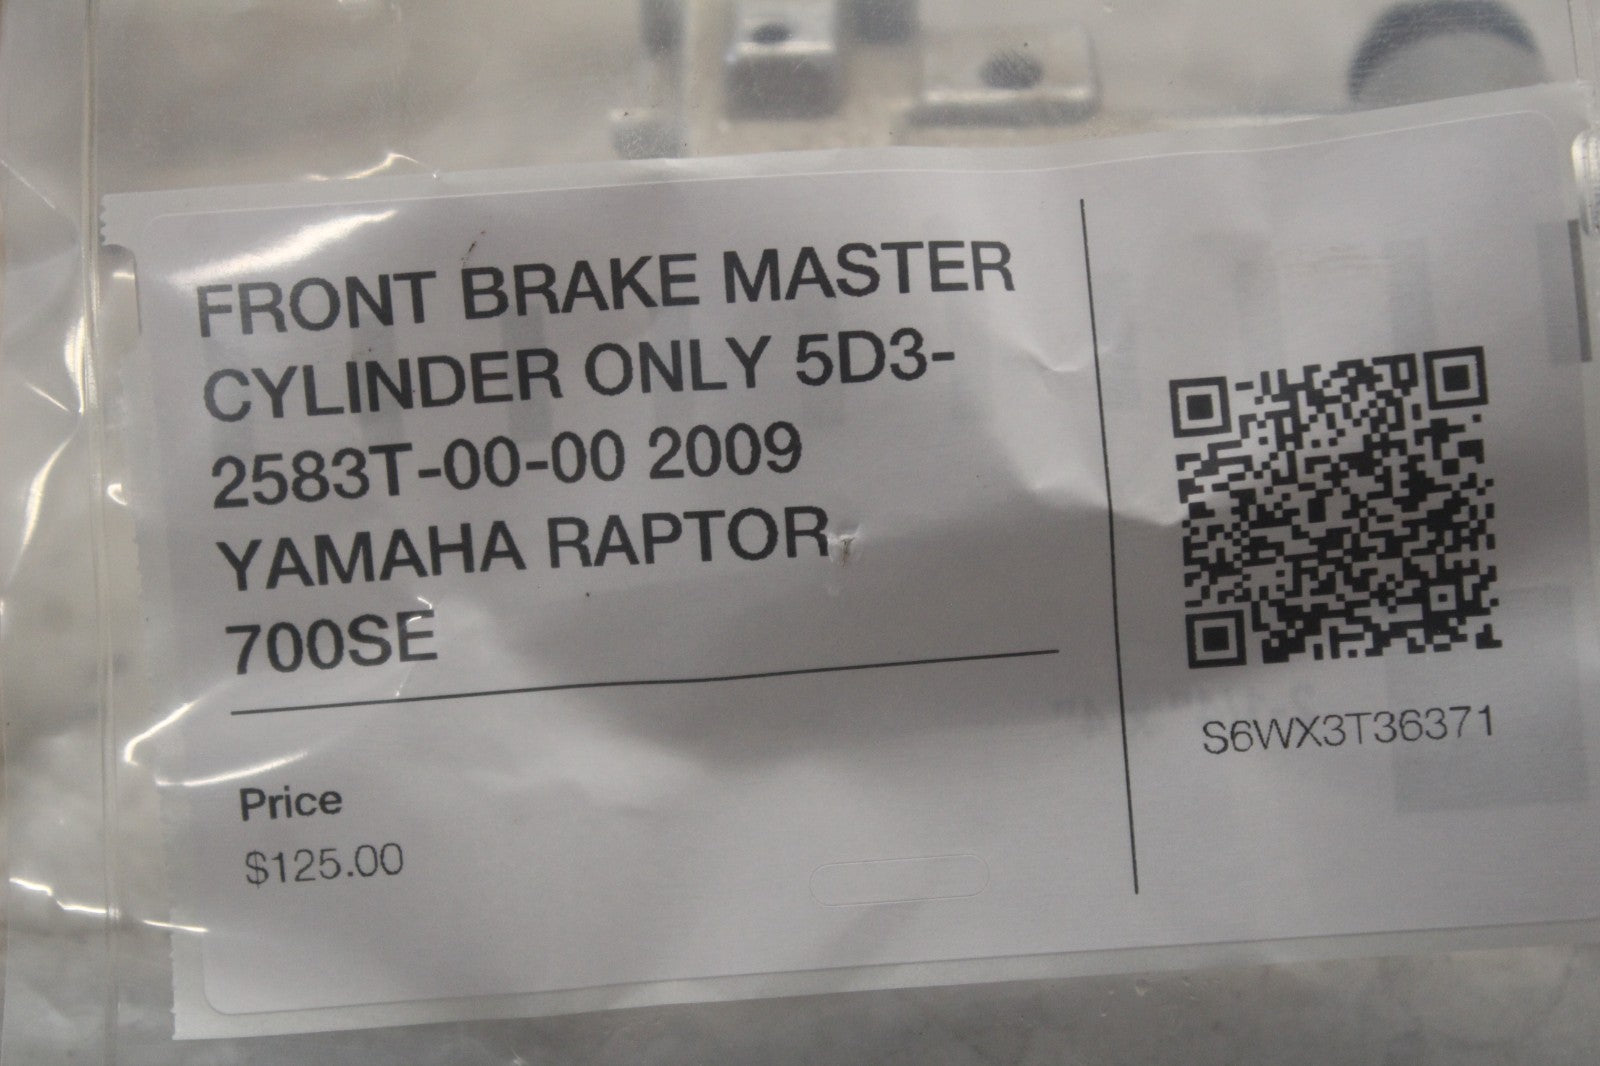 FRONT BRAKE MASTER
CYLINDER ONLY 5D3-
2583T-00-00 2009
YAMAHA RAPTOR
700SE
Price
$125.00
S6WX3T36371